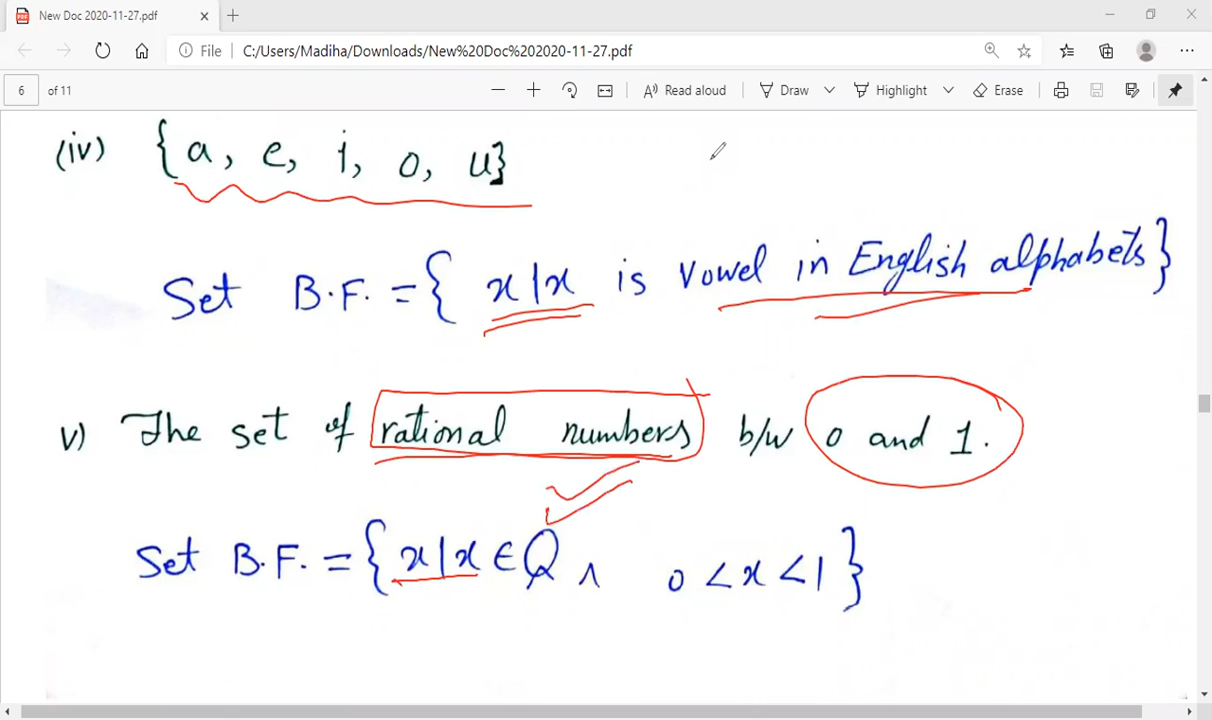 New Doc 2020-11-27.pdf
File C:/Users/Madiha/Downloads/New%20Doc%202020-11-27.pdf
6 of 11 Read aloud Draw Highlight Erase
(iv) {a, e, i, o, u}
Set B.F. = { x|x is vowel in English alphabets}
v) The set of rational numbers b/w 0 and 1.
Set B.F. = {x|x ∈ Q ∧ 0 < x < 1}